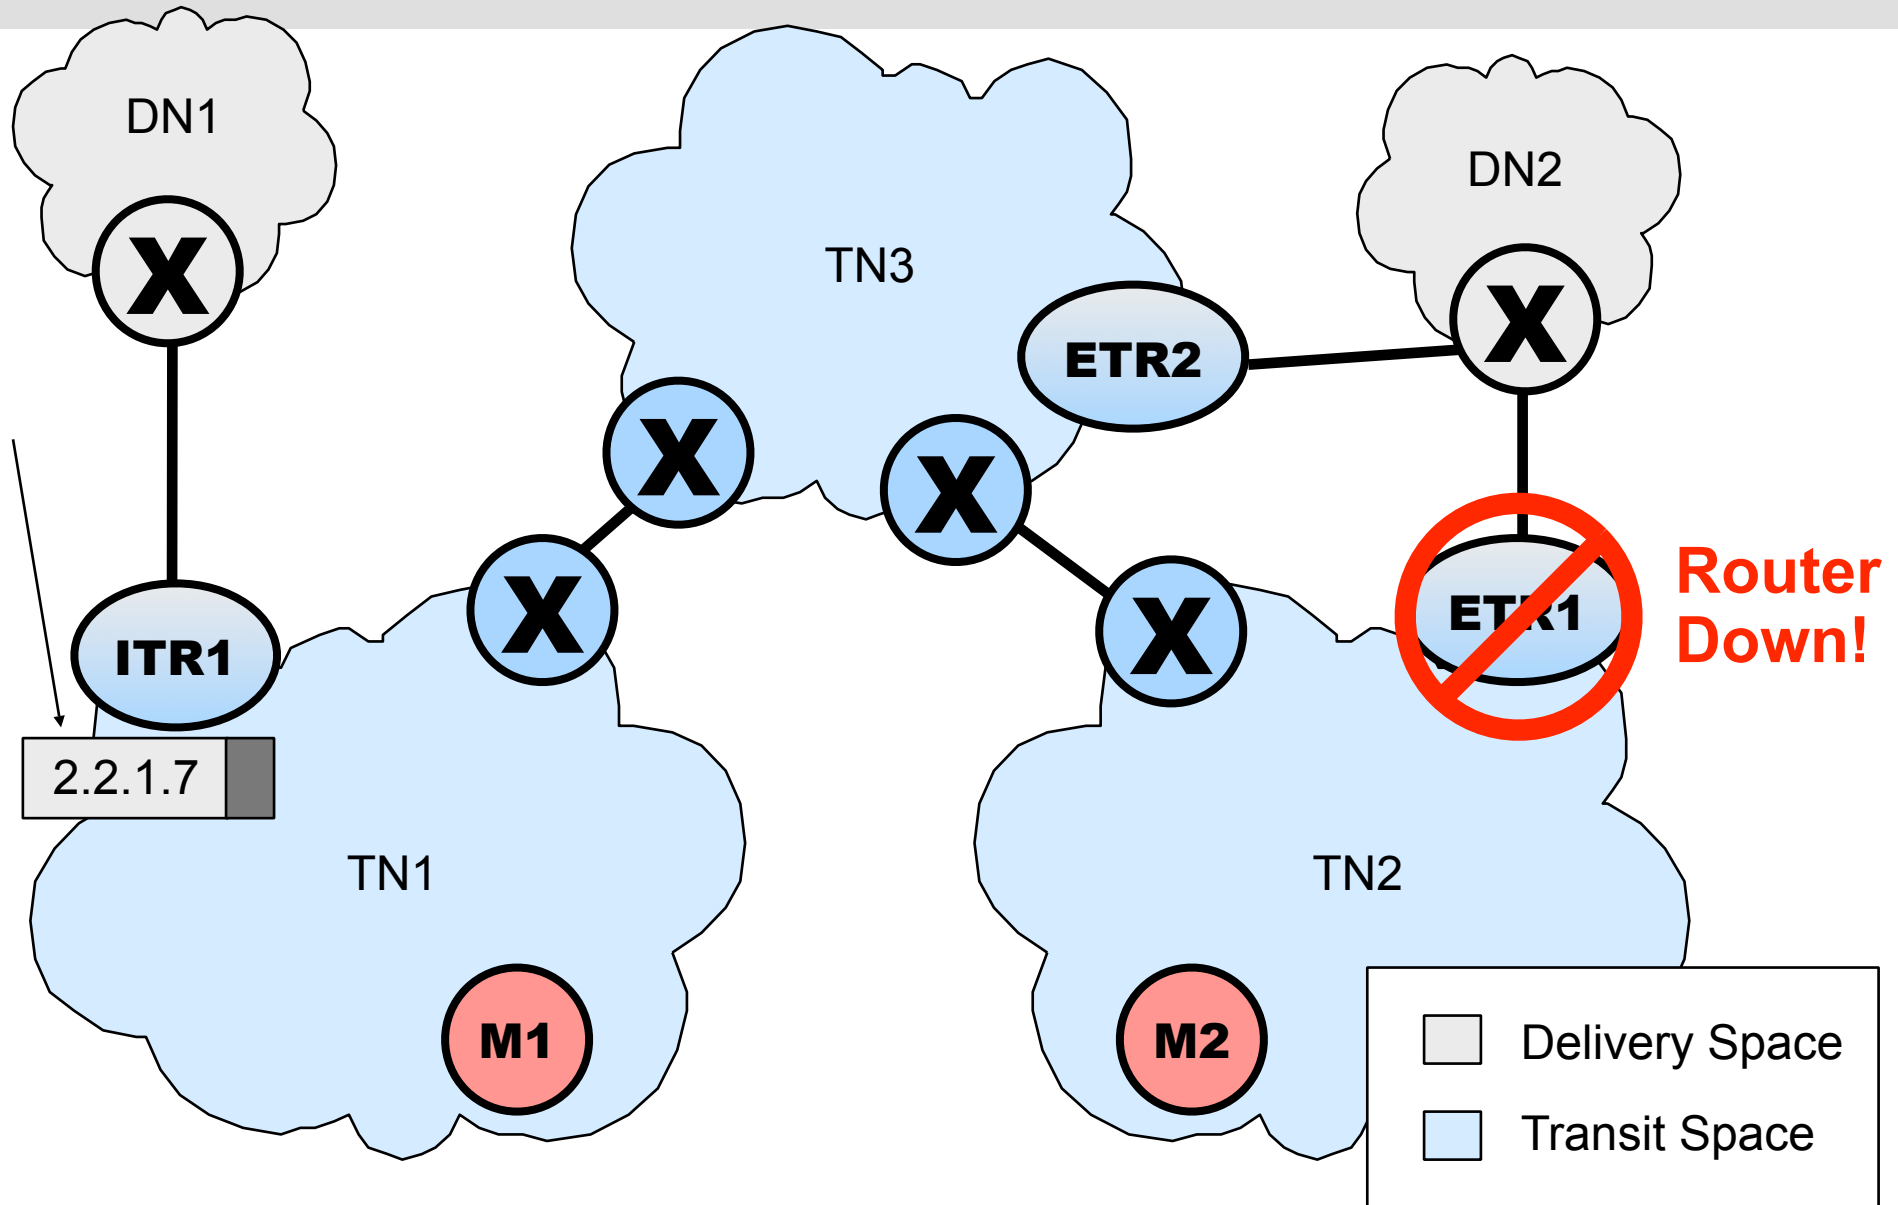 DN1
DN2
TN3
X
X
X
ETR2
X
X
X
X
ITR1
ETR1
Router
Down!
2.2.1.7
TN1
TN2
M1
M2
Delivery Space
Transit Space